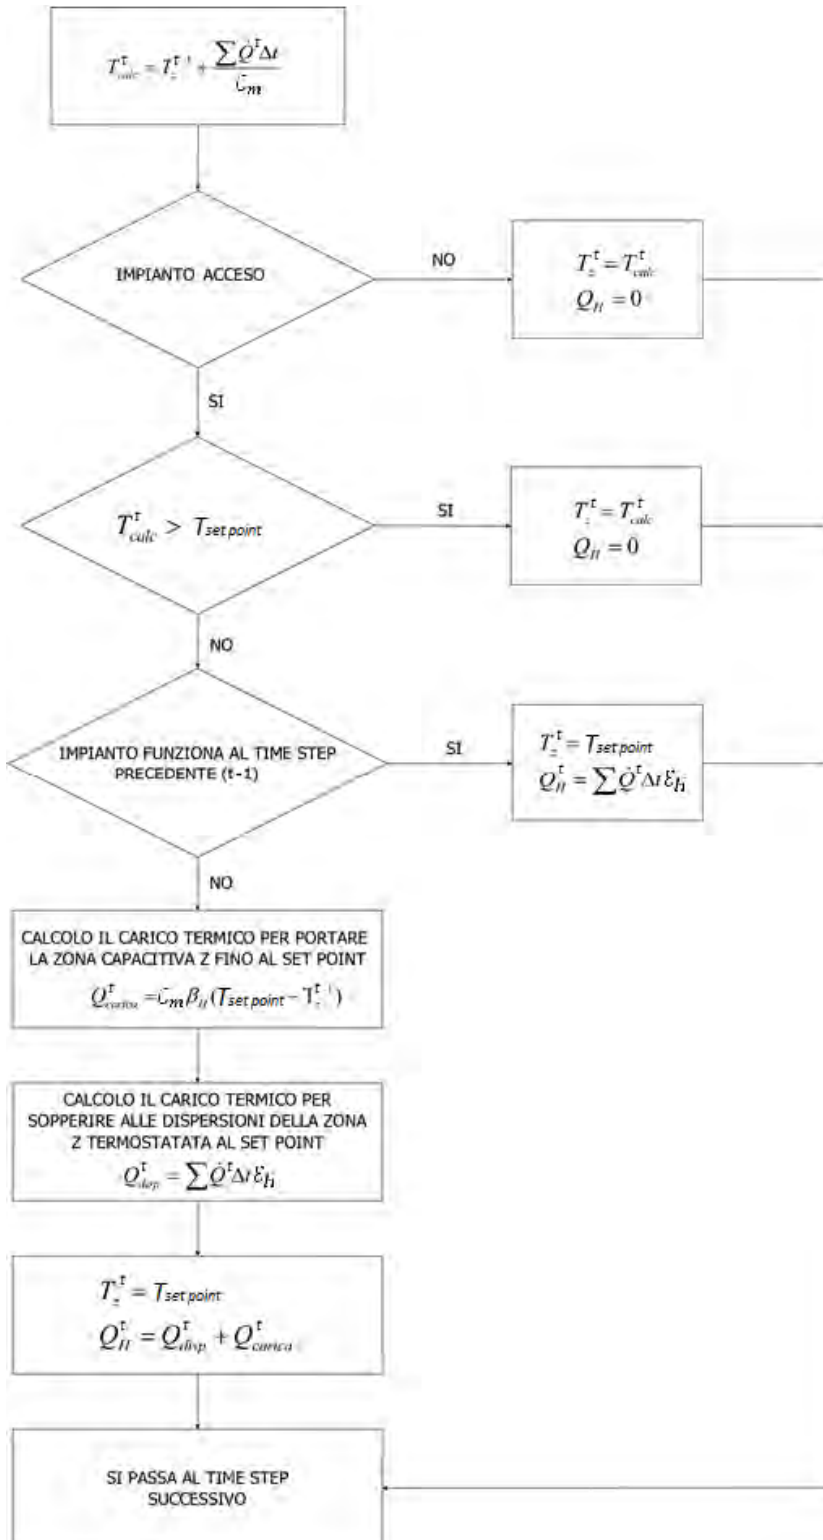 T_calc^τ = T_z^τ-1 + ∑Q̇^τΔt / C_m
IMPIANTO ACCESO
NO
T_z^τ = T_calc^τ
Q_H = 0
SI
T_calc^τ > T_set point
SI
T_z^τ = T_calc^τ
Q_H = 0
NO
IMPIANTO FUNZIONA AL TIME STEP
PRECEDENTE (t-1)
SI
T_z^τ = T_set point
Q_H^τ = ∑Q̇^τΔt ε_h
NO
CALCOLO IL CARICO TERMICO PER PORTARE
LA ZONA CAPACITIVA Z FINO AL SET POINT
Q_carica^τ = C_m β_H (T_set point - T_z^τ-1)
CALCOLO IL CARICO TERMICO PER
SOPPERIRE ALLE DISPERSIONI DELLA ZONA
Z TERMOSTATATA AL SET POINT
Q_disp^τ = ∑Q̇^τΔt ε_h
T_z^τ = T_set point
Q_H^τ = Q_disp^τ + Q_carica^τ
SI PASSA AL TIME STEP
SUCCESSIVO